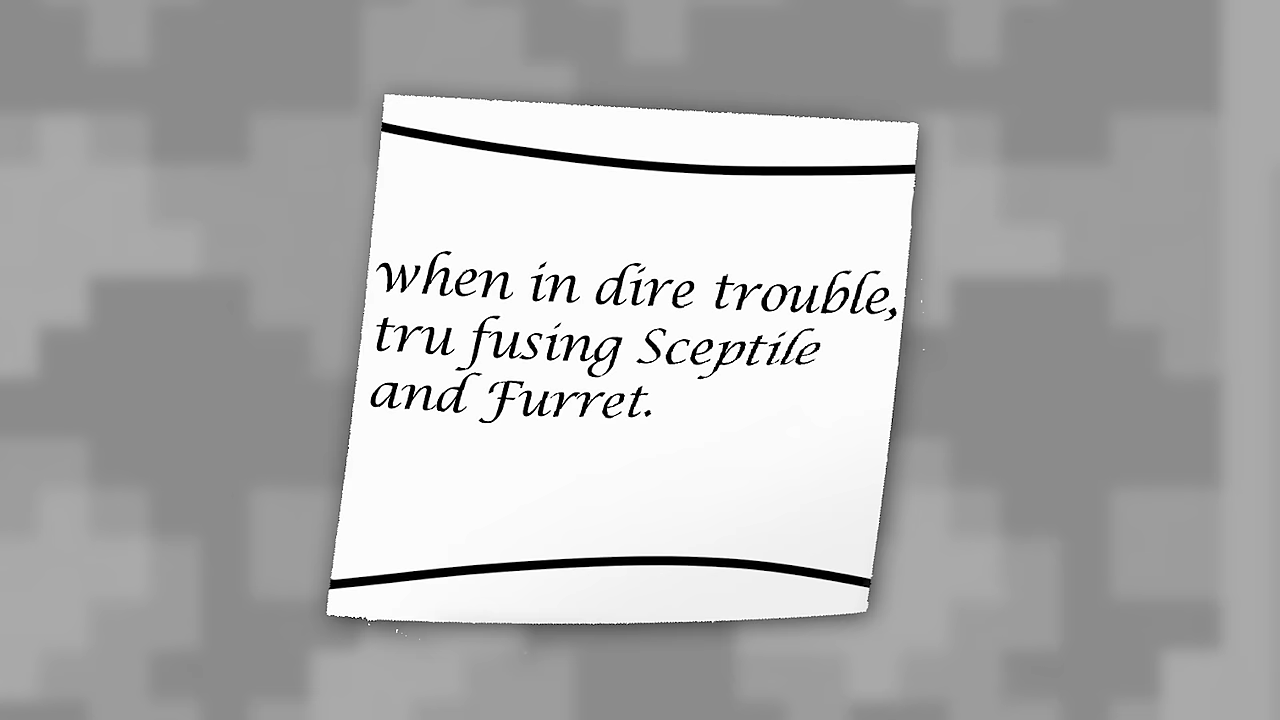 when in dire trouble,
tru fusing Sceptile
and Furret.